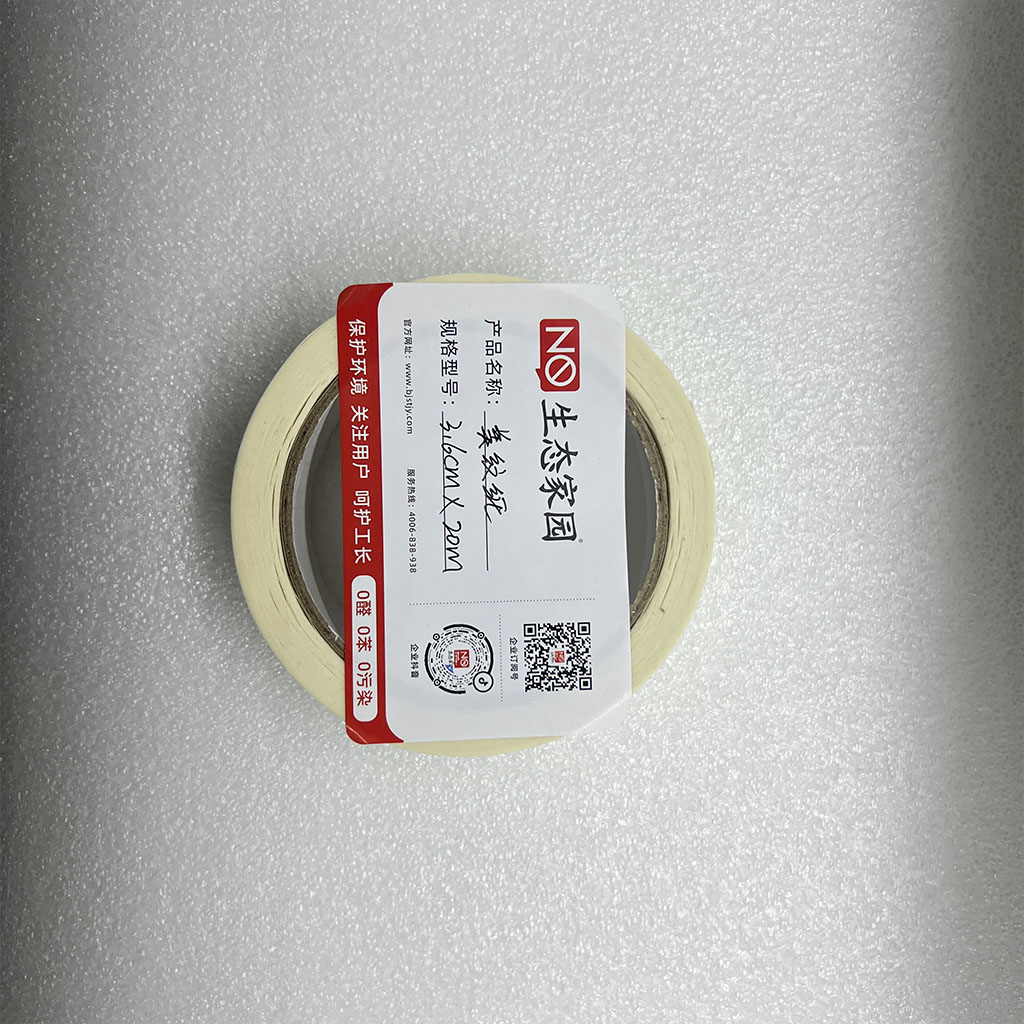 NO 生态家园®
产品名称：美纹纸
规格型号：3.6CM X 20M
官方网址：www.bjstjy.com 服务热线：4006-838-938
企业订阅号
企业抖音
保护环境 关注用户 呵护工长 0醛 0苯 0污染